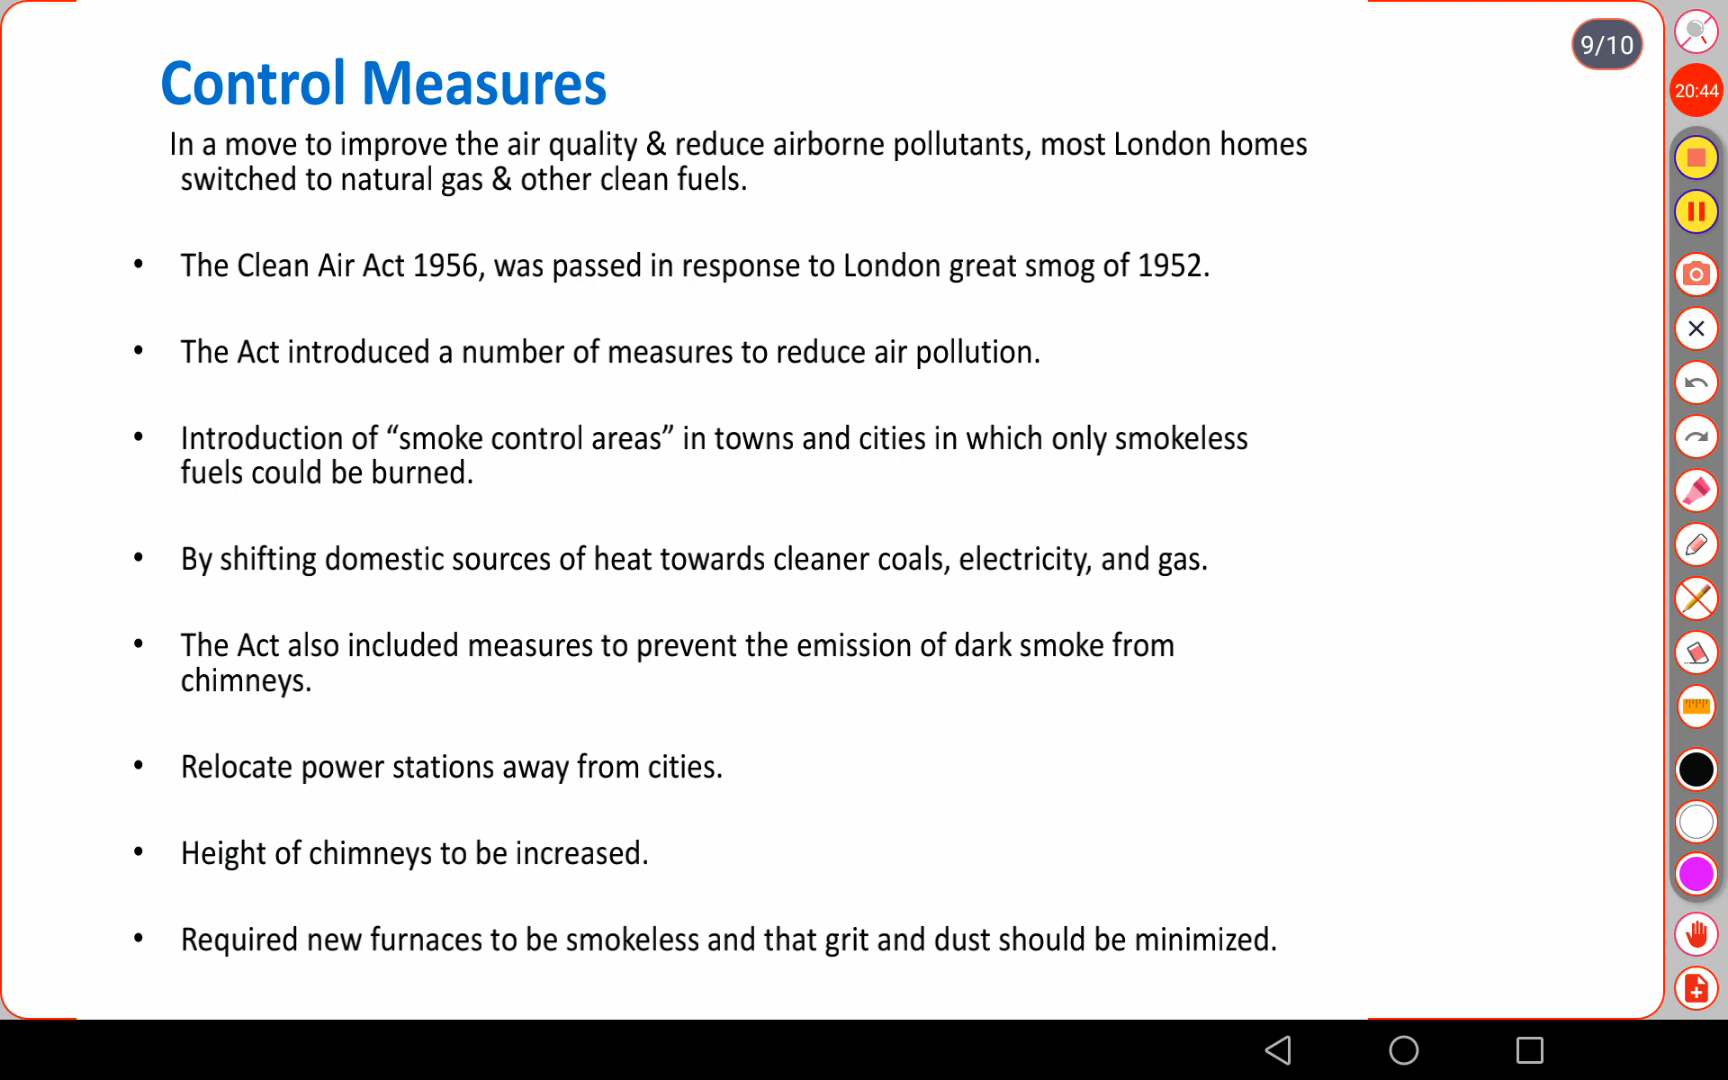 9/10
20:44
Control Measures
In a move to improve the air quality & reduce airborne pollutants, most London homes
switched to natural gas & other clean fuels.
• The Clean Air Act 1956, was passed in response to London great smog of 1952.
• The Act introduced a number of measures to reduce air pollution.
• Introduction of “smoke control areas” in towns and cities in which only smokeless
fuels could be burned.
• By shifting domestic sources of heat towards cleaner coals, electricity, and gas.
• The Act also included measures to prevent the emission of dark smoke from
chimneys.
• Relocate power stations away from cities.
• Height of chimneys to be increased.
• Required new furnaces to be smokeless and that grit and dust should be minimized.